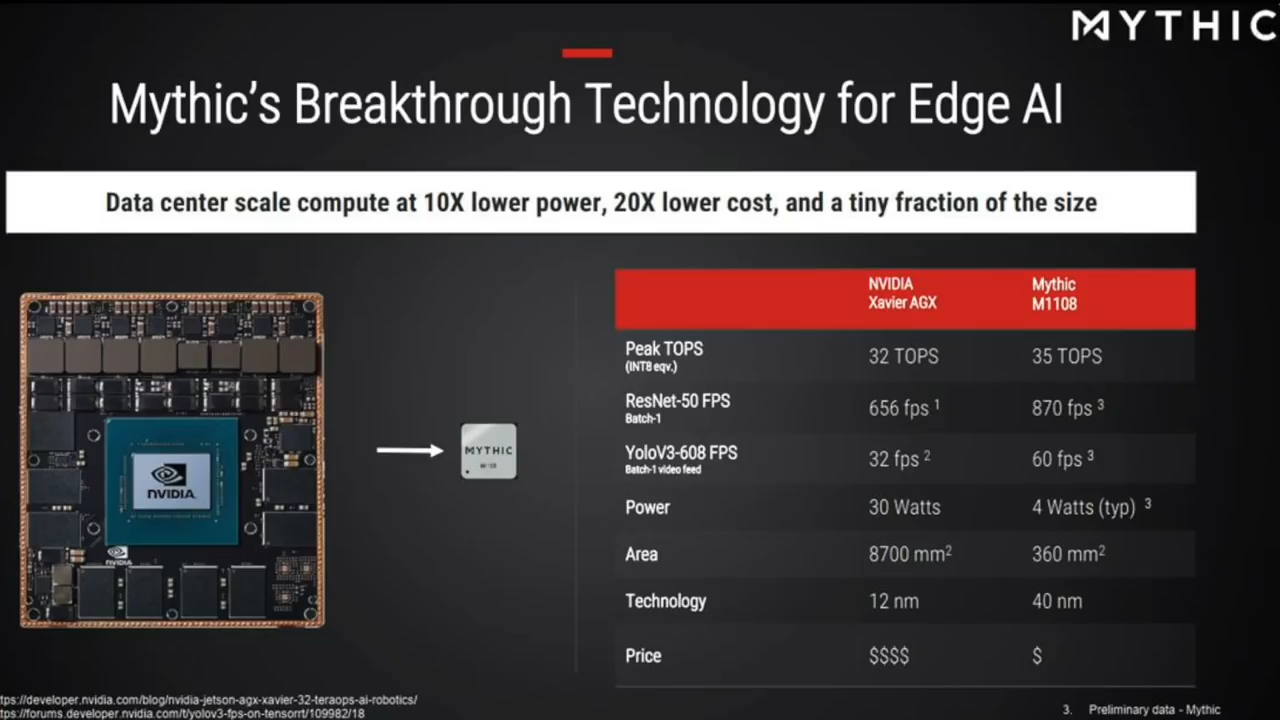 MYTHIC
Mythic's Breakthrough Technology for Edge AI
Data center scale compute at 10X lower power, 20X lower cost, and a tiny fraction of the size
NVIDIA Xavier AGX
Mythic M1108
Peak TOPS (INT8 eqv.)
32 TOPS
35 TOPS
ResNet-50 FPS Batch-1
656 fps 1
870 fps 3
YoloV3-608 FPS Batch-1 video feed
32 fps 2
60 fps 3
Power
30 Watts
4 Watts (typ) 3
Area
8700 mm2
360 mm2
Technology
12 nm
40 nm
Price
$$$$
$
NVIDIA
NVIDIA
MYTHIC
tps://developer.nvidia.com/blog/nvidia-jetson-agx-xavier-32-teraops-ai-robotics/
tps://forums.developer.nvidia.com/t/yolov3-fps-on-tensorrt/109982/18
3. Preliminary data - Mythic